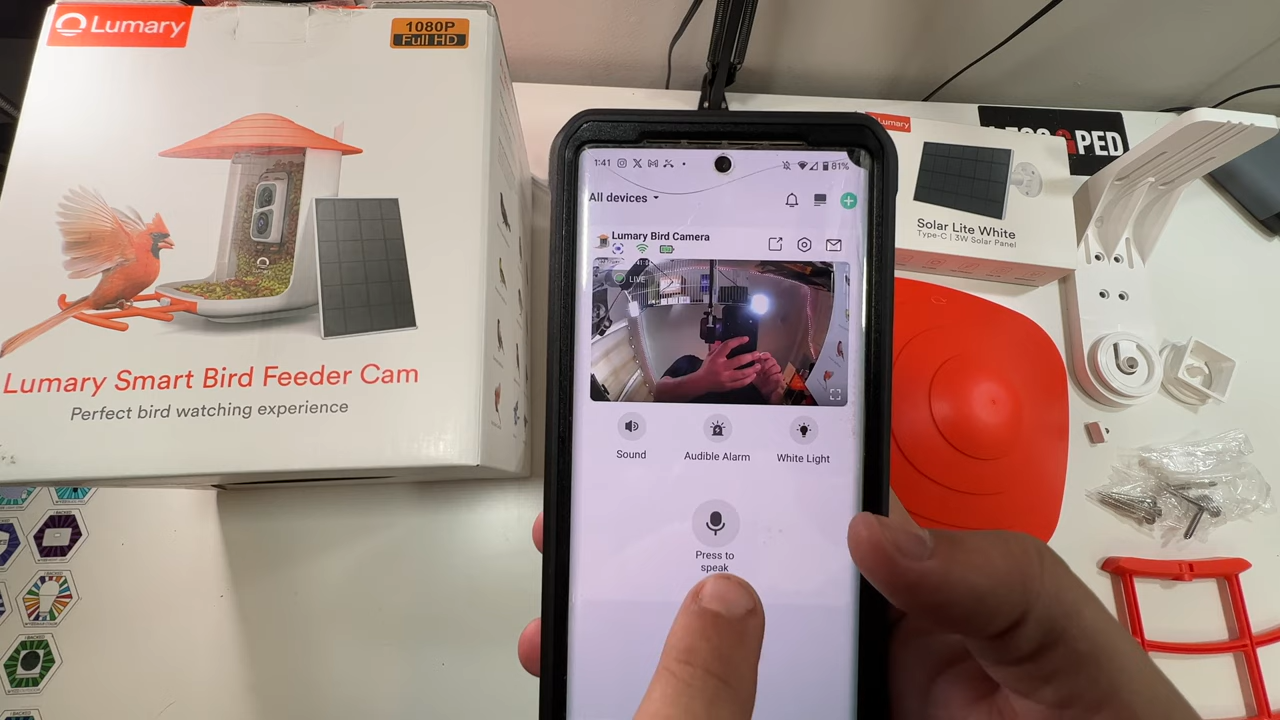 Lumary
1080P
Full HD
Lumary Smart Bird Feeder Cam
Perfect bird watching experience
1:41
81%
All devices
Lumary Bird Camera
LIVE
Sound
Audible Alarm
White Light
Press to
speak
Lumary
Solar Lite White
Type-C | 3W Solar Panel
PED